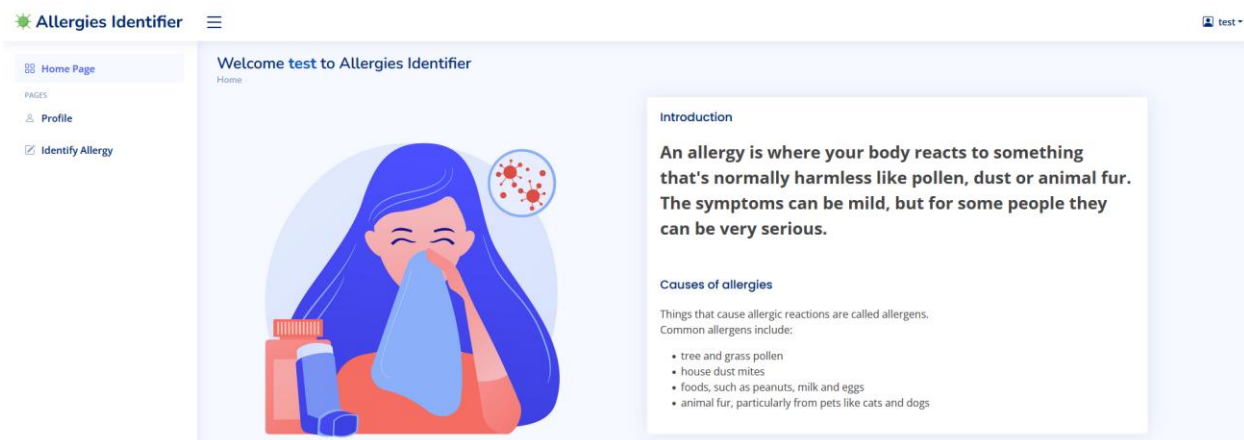 Allergies Identifier
test
Home Page
PAGES
Profile
Identify Allergy
Welcome test to Allergies Identifier
Home
Introduction
An allergy is where your body reacts to something
that's normally harmless like pollen, dust or animal fur.
The symptoms can be mild, but for some people they
can be very serious.
Causes of allergies
Things that cause allergic reactions are called allergens.
Common allergens include:
• tree and grass pollen
• house dust mites
• foods, such as peanuts, milk and eggs
• animal fur, particularly from pets like cats and dogs